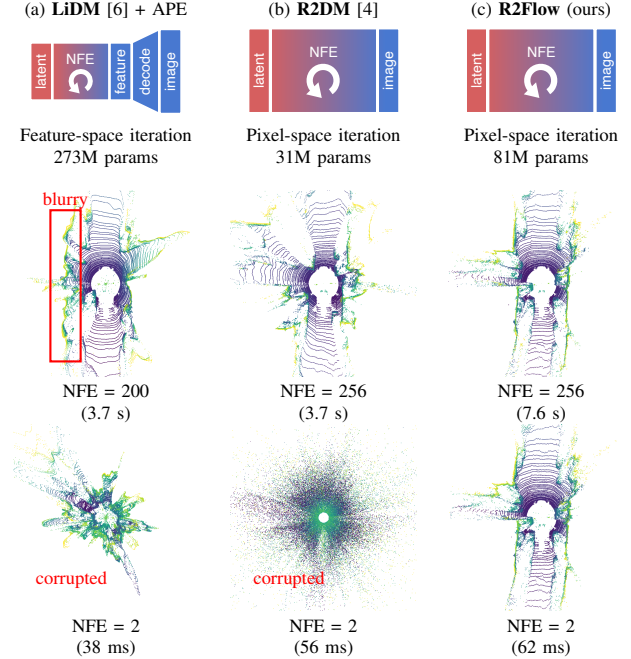 (a) LiDM [6] + APE
(b) R2DM [4]
(c) R2Flow (ours)
latent
NFE
feature
decode
image
latent
NFE
image
latent
NFE
image
Feature-space iteration
273M params
Pixel-space iteration
31M params
Pixel-space iteration
81M params
blurry
NFE = 200
(3.7 s)
NFE = 256
(3.7 s)
NFE = 256
(7.6 s)
corrupted
corrupted
NFE = 2
(38 ms)
NFE = 2
(56 ms)
NFE = 2
(62 ms)